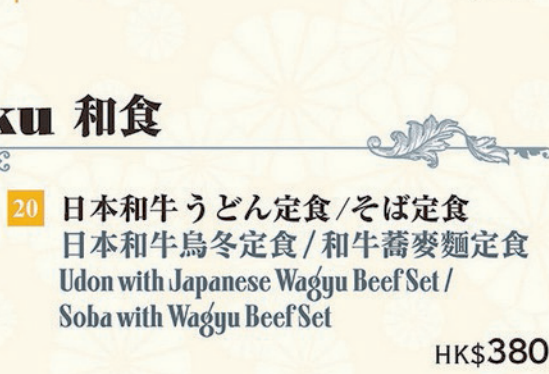 ku 和食
20 日本和牛うどん定食/そば定食
日本和牛烏冬定食/和牛蕎麥麵定食
Udon with Japanese Wagyu Beef Set /
Soba with Wagyu Beef Set
HK$380